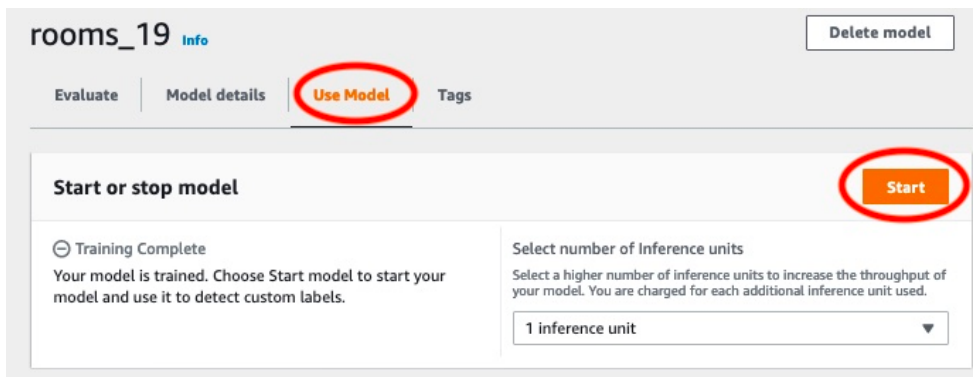 rooms_19 Info
Delete model
Evaluate
Model details
Use Model
Tags
Start or stop model
Start
Training Complete
Your model is trained. Choose Start model to start your
model and use it to detect custom labels.
Select number of Inference units
Select a higher number of inference units to increase the throughput of
your model. You are charged for each additional inference unit used.
1 inference unit